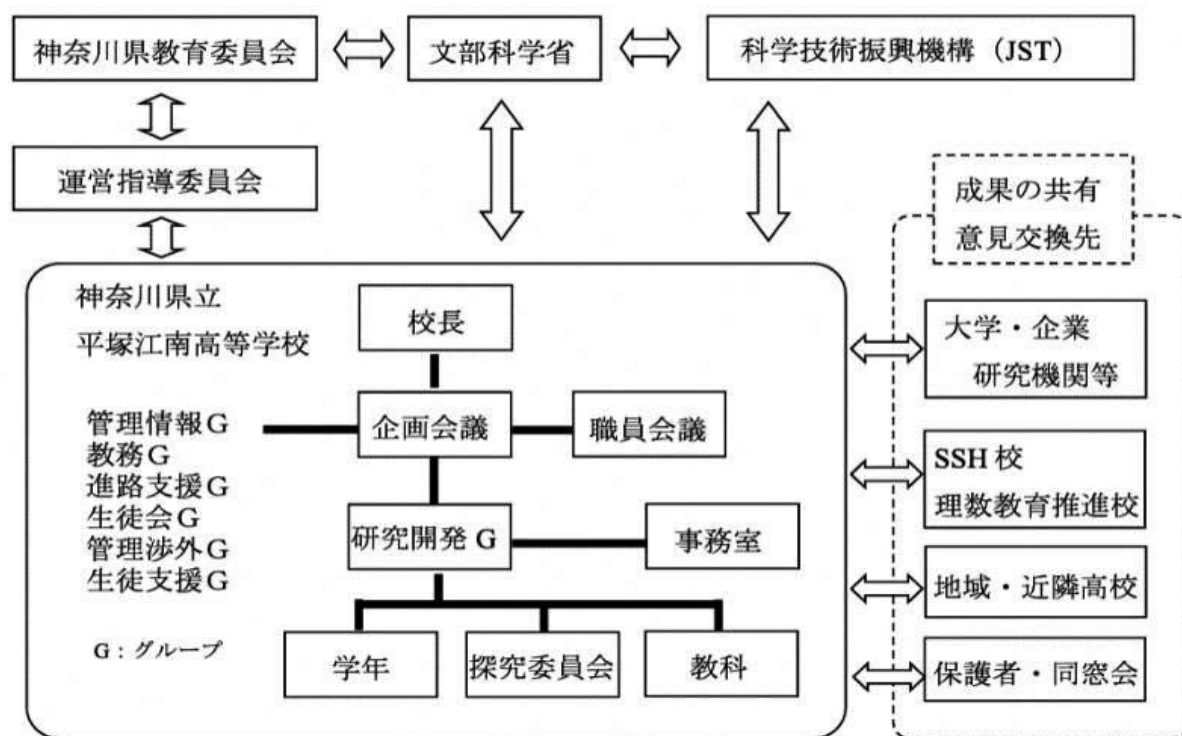 神奈川県教育委員会
文部科学省
科学技術振興機構（JST）
運営指導委員会
成果の共有
意見交換先
神奈川県立
平塚江南高等学校
校長
企画会議
職員会議
管理情報G
教務G
進路支援G
生徒会G
管理渉外G
生徒支援G
研究開発 G
事務室
G：グループ
学年
探究委員会
教科
大学・企業
研究機関等
SSH 校
理数教育推進校
地域・近隣高校
保護者・同窓会